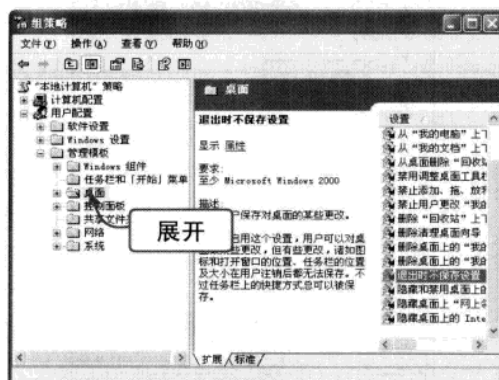 组策略
文件(F) 操作(A) 查看(V) 帮助(H)
“本地计算机”策略
计算机配置
用户配置
软件设置
Windows 设置
管理模板
Windows 组件
任务栏和「开始」菜单
桌面
控制面板
共享文件
网络
系统
展开
桌面
退出时不保存设置
显示 属性
要求:
至少 Microsoft Windows 2000
描述:
户保存对桌面的某些更改。
启用这个设置，用户可以对桌
某些更改，但有些更改，诸如图
标和打开窗口的位置、任务栏的位置
及大小在用户注销后都无法保存。不
过任务栏上的快捷方式总可以被保
存。
设置
从“我的电脑”上下
从“我的文档”上下
从桌面删除“回收站
禁用调整桌面工具栏
禁止添加、拖、放和
禁止用户更改“我的
删除“回收站”上下
删除清理桌面向导
删除桌面上的“我的
删除桌面上的“我的
退出时不保存设置
隐藏和禁用桌面上的
隐藏桌面上“网上邻
隐藏桌面上的 Inte
扩展 标准